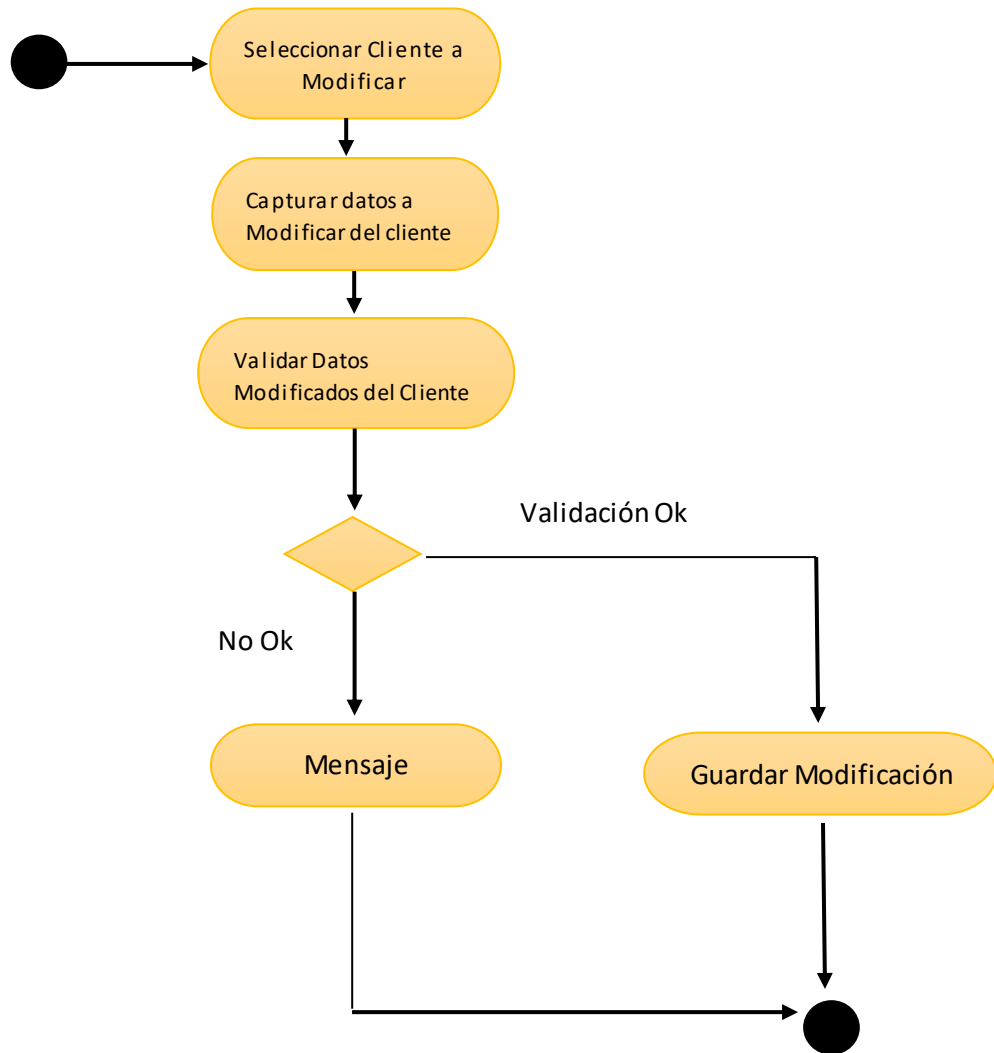 Seleccionar Cliente a
Modificar
Capturar datos a
Modificar del cliente
Validar Datos
Modificados del Cliente
Validación Ok
No Ok
Mensaje
Guardar Modificación